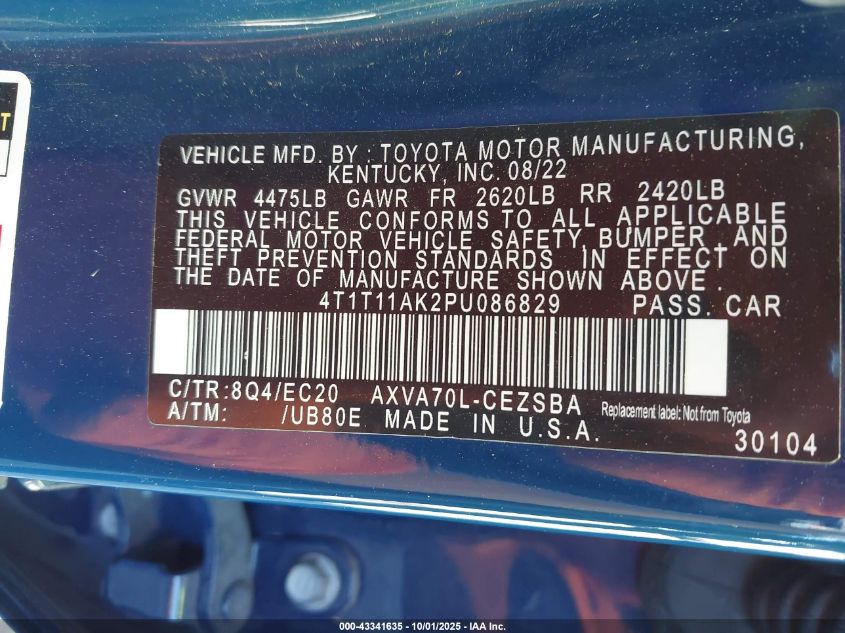 T
VEHICLE MFD. BY : TOYOTA MOTOR MANUFACTURING,
KENTUCKY, INC. 08/22
GVWR 4475LB GAWR FR 2620LB RR 2420LB
THIS VEHICLE CONFORMS TO ALL APPLICABLE
FEDERAL MOTOR VEHICLE SAFETY, BUMPER, AND
THEFT PREVENTION STANDARDS IN EFFECT ON
THE DATE OF MANUFACTURE SHOWN ABOVE.
4T1T11AK2PU086829 PASS. CAR
C/TR:8Q4/EC20 AXVA70L-CEZSBA Replacement label: Not from Toyota
A/TM: /UB80E MADE IN U.S.A.
30104
000-43341635 - 10/01/2025 - IAA Inc.